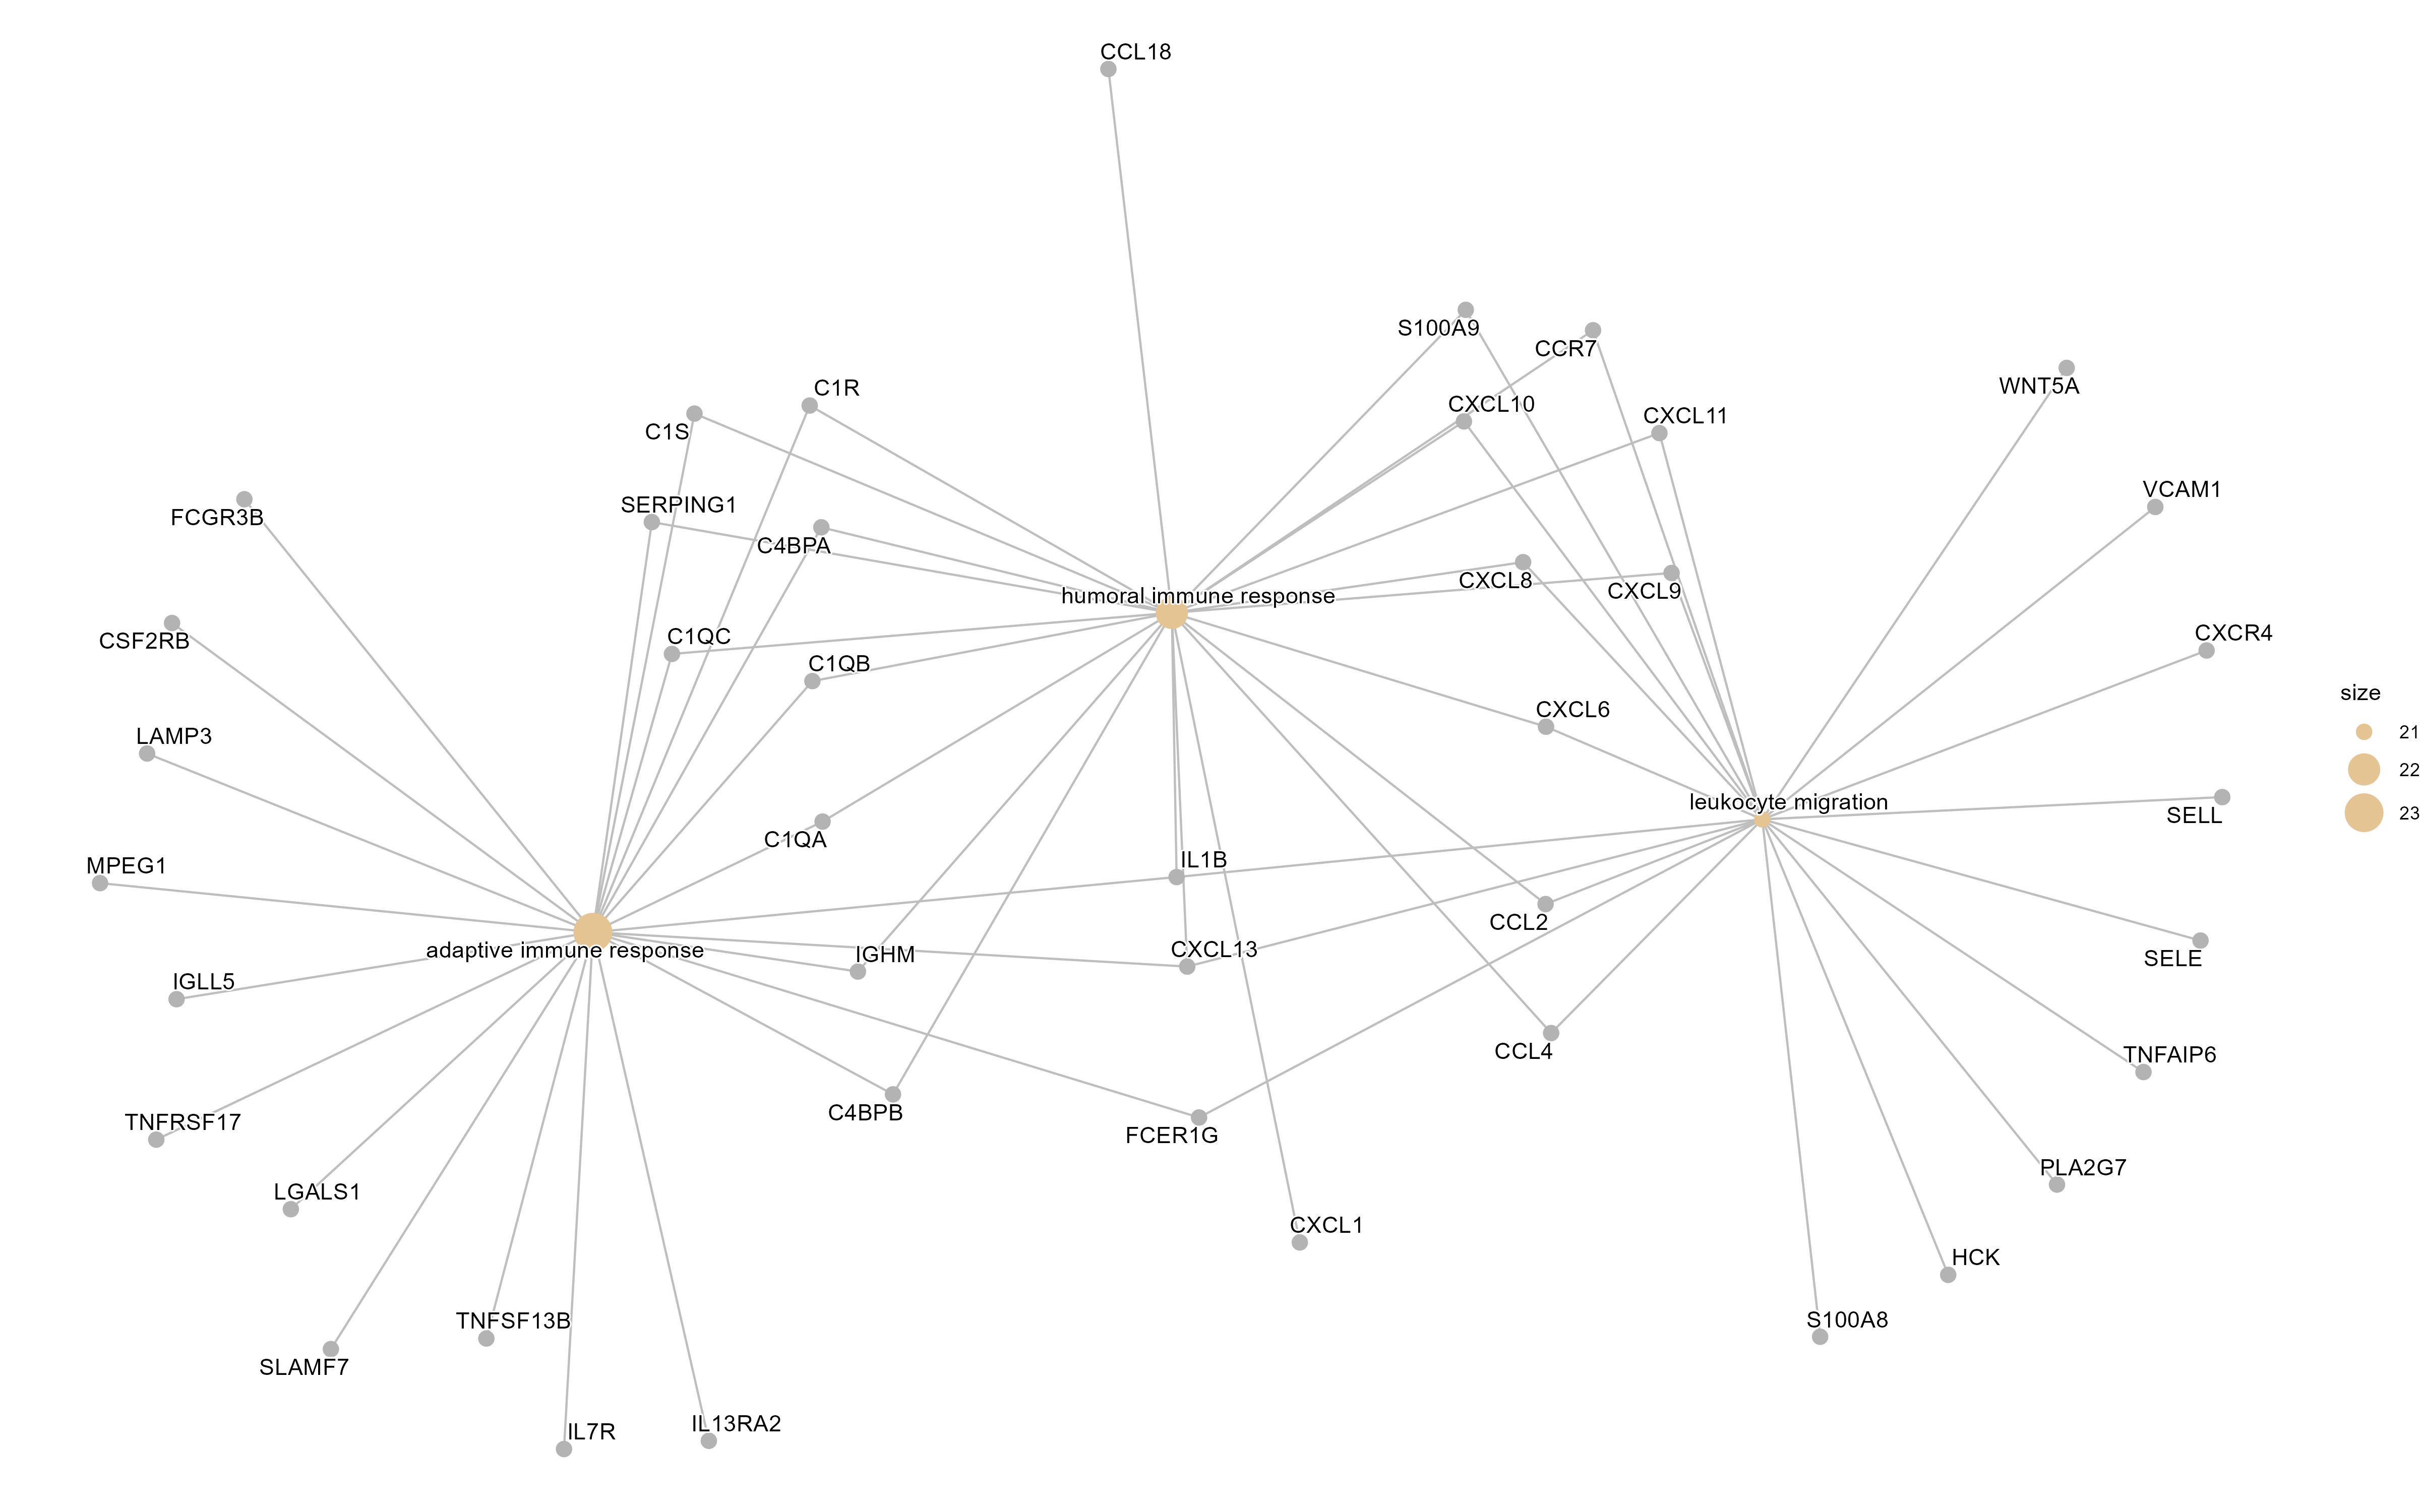 CCL18
S100A9
CCR7
WNT5A
C1R
CXCL10
CXCL11
C1S
VCAM1
SERPING1
FCGR3B
C4BPA
CXCL8
CXCL9
humoral immune response
CXCR4
C1QC
CSF2RB
C1QB
size
CXCL6
21
LAMP3
22
leukocyte migration
23
SELL
C1QA
IL1B
MPEG1
CCL2
CXCL13
adaptive immune response
IGHM
SELE
IGLL5
CCL4
TNFAIP6
C4BPB
TNFRSF17
FCER1G
PLA2G7
LGALS1
CXCL1
HCK
TNFSF13B
S100A8
SLAMF7
IL13RA2
IL7R